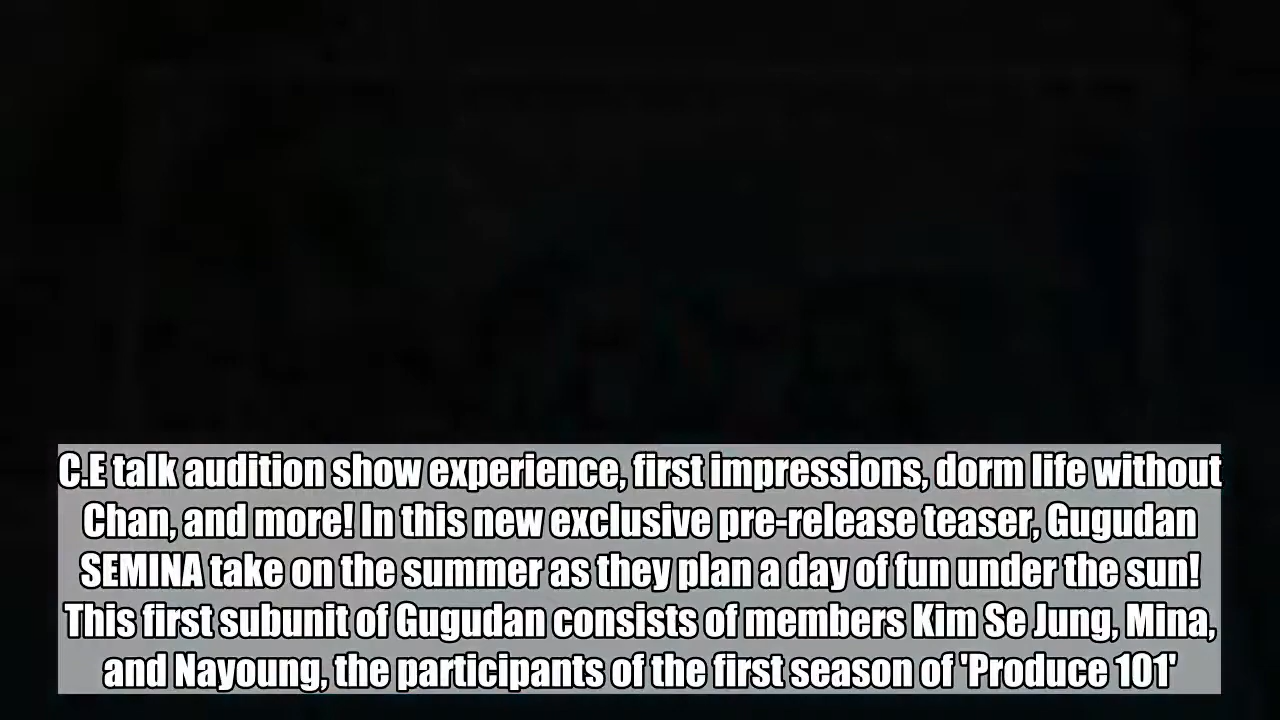 C.E talk audition show experience, first impressions, dorm life without
Chan, and more! In this new exclusive pre-release teaser, Gugudan
SEMINA take on the summer as they plan a day of fun under the sun!
This first subunit of Gugudan consists of members Kim Se Jung, Mina,
and Nayoung, the participants of the first season of 'Produce 101'